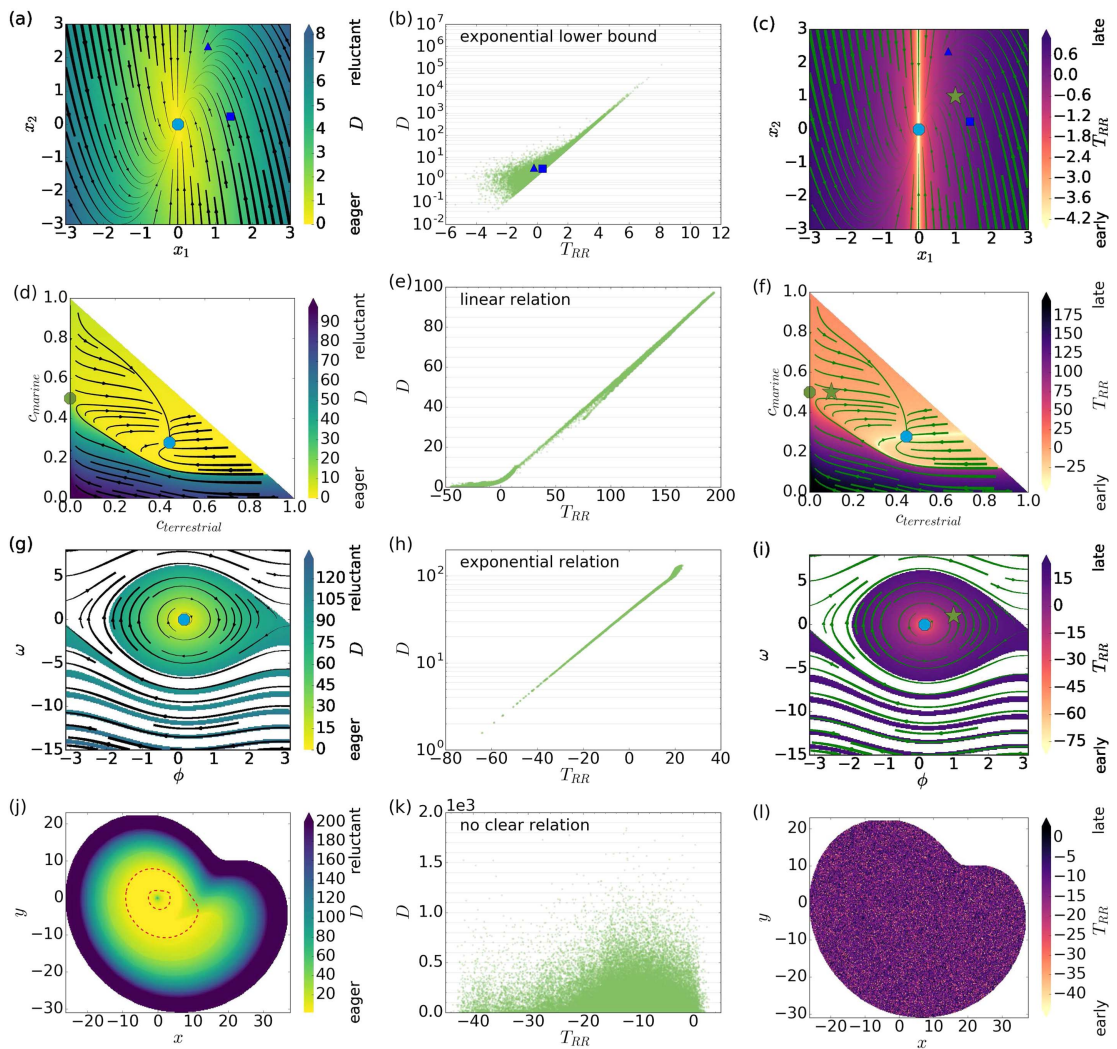 (a)
3
2
1
0
−1
−2
−3
x2
−3 −2 −1 0 1 2 3
x1
8
7
6
5
4
3
2
1
0
reluctant
D
eager
(b)
exponential lower bound
10^7
10^6
10^5
10^4
10^3
10^2
10^1
10^0
10^-1
10^-2
D
−6 −4 −2 0 2 4 6 8 10 12
T_RR
(c)
3
2
1
0
−1
−2
−3
x2
−3 −2 −1 0 1 2 3
x1
0.6
0.0
−0.6
−1.2
−1.8
−2.4
−3.0
−3.6
−4.2
late
T_RR
early
(d)
1.0
0.8
0.6
0.4
0.2
0.0
c_marine
0.0 0.2 0.4 0.6 0.8 1.0
c_terrestrial
90
80
70
60
50
40
30
20
10
0
reluctant
D
eager
(e)
linear relation
100
80
60
40
20
0
D
−50 0 50 100 150 200
T_RR
(f)
1.0
0.8
0.6
0.4
0.2
0.0
c_marine
0.0 0.2 0.4 0.6 0.8 1.0
c_terrestrial
175
150
125
100
75
50
25
0
−25
late
T_RR
early
(g)
5
0
−5
−10
−15
ω
−3 −2 −1 0 1 2 3
ϕ
120
105
90
75
60
45
30
15
0
reluctant
D
eager
(h)
exponential relation
10^2
10^1
10^0
D
−80 −60 −40 −20 0 20 40
T_RR
(i)
5
0
−5
−10
−15
ω
−3 −2 −1 0 1 2 3
ϕ
15
0
−15
−30
−45
−60
−75
late
T_RR
early
(j)
20
10
0
−10
−20
−30
y
−20 −10 0 10 20 30
x
200
180
160
140
120
100
80
60
40
20
reluctant
D
eager
(k)
1e3
no clear relation
2.0
1.5
1.0
0.5
0.0
D
−40 −30 −20 −10 0
T_RR
(l)
20
10
0
−10
−20
−30
y
−20 −10 0 10 20 30
x
0
−5
−10
−15
−20
−25
−30
−35
−40
late
T_RR
early